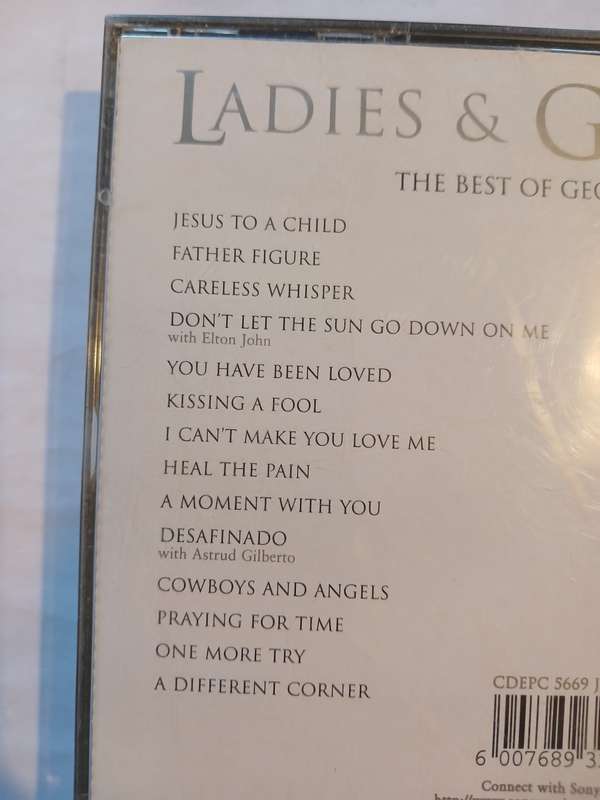 LADIES & G
THE BEST OF GEO
JESUS TO A CHILD
FATHER FIGURE
CARELESS WHISPER
DON'T LET THE SUN GO DOWN ON ME
with Elton John
YOU HAVE BEEN LOVED
KISSING A FOOL
I CAN'T MAKE YOU LOVE ME
HEAL THE PAIN
A MOMENT WITH YOU
DESAFINADO
with Astrud Gilberto
COWBOYS AND ANGELS
PRAYING FOR TIME
ONE MORE TRY
A DIFFERENT CORNER
CDEPC 5669 J
6 007689 3
Connect with Sony